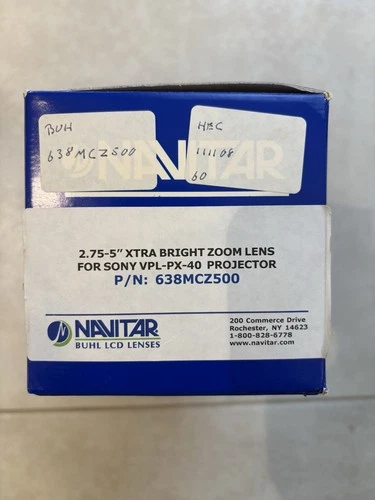 BUH
638MCZ500
HEC
111108
60
NAVITAR
2.75-5" XTRA BRIGHT ZOOM LENS
FOR SONY VPL-PX-40 PROJECTOR
P/N: 638MCZ500
NAVITAR
BUHL LCD LENSES
200 Commerce Drive
Rochester, NY 14623
1-800-828-6778
www.navitar.com